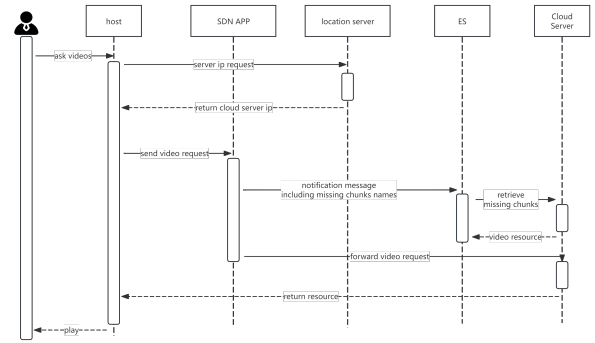 host
SDN APP
location server
ES
Cloud
Server
ask videos
server ip request
return cloud server ip
send video request
notification message
including missing chunks names
retrieve
missing chunks
video resource
forward video request
return resource
play